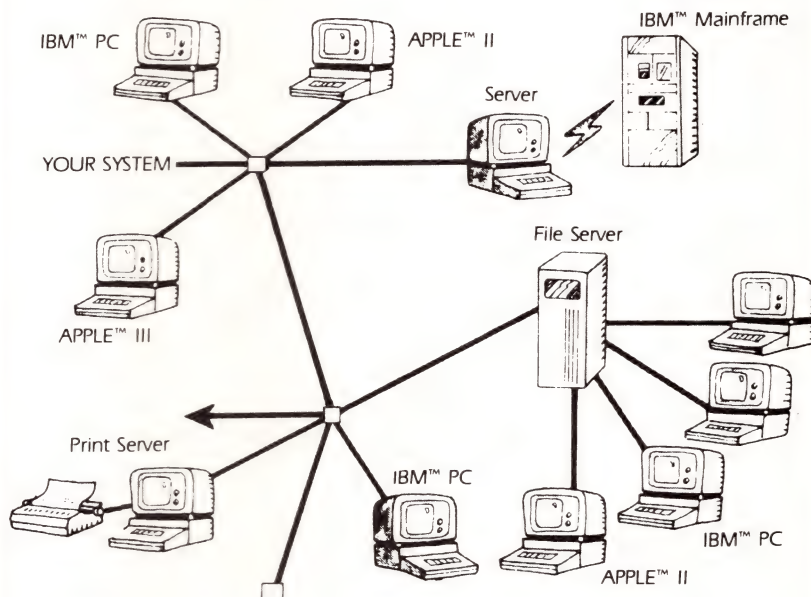 IBM™ PC
APPLE™ II
IBM™ Mainframe
Server
YOUR SYSTEM
File Server
APPLE™ III
Print Server
IBM™ PC
IBM™ PC
APPLE™ II